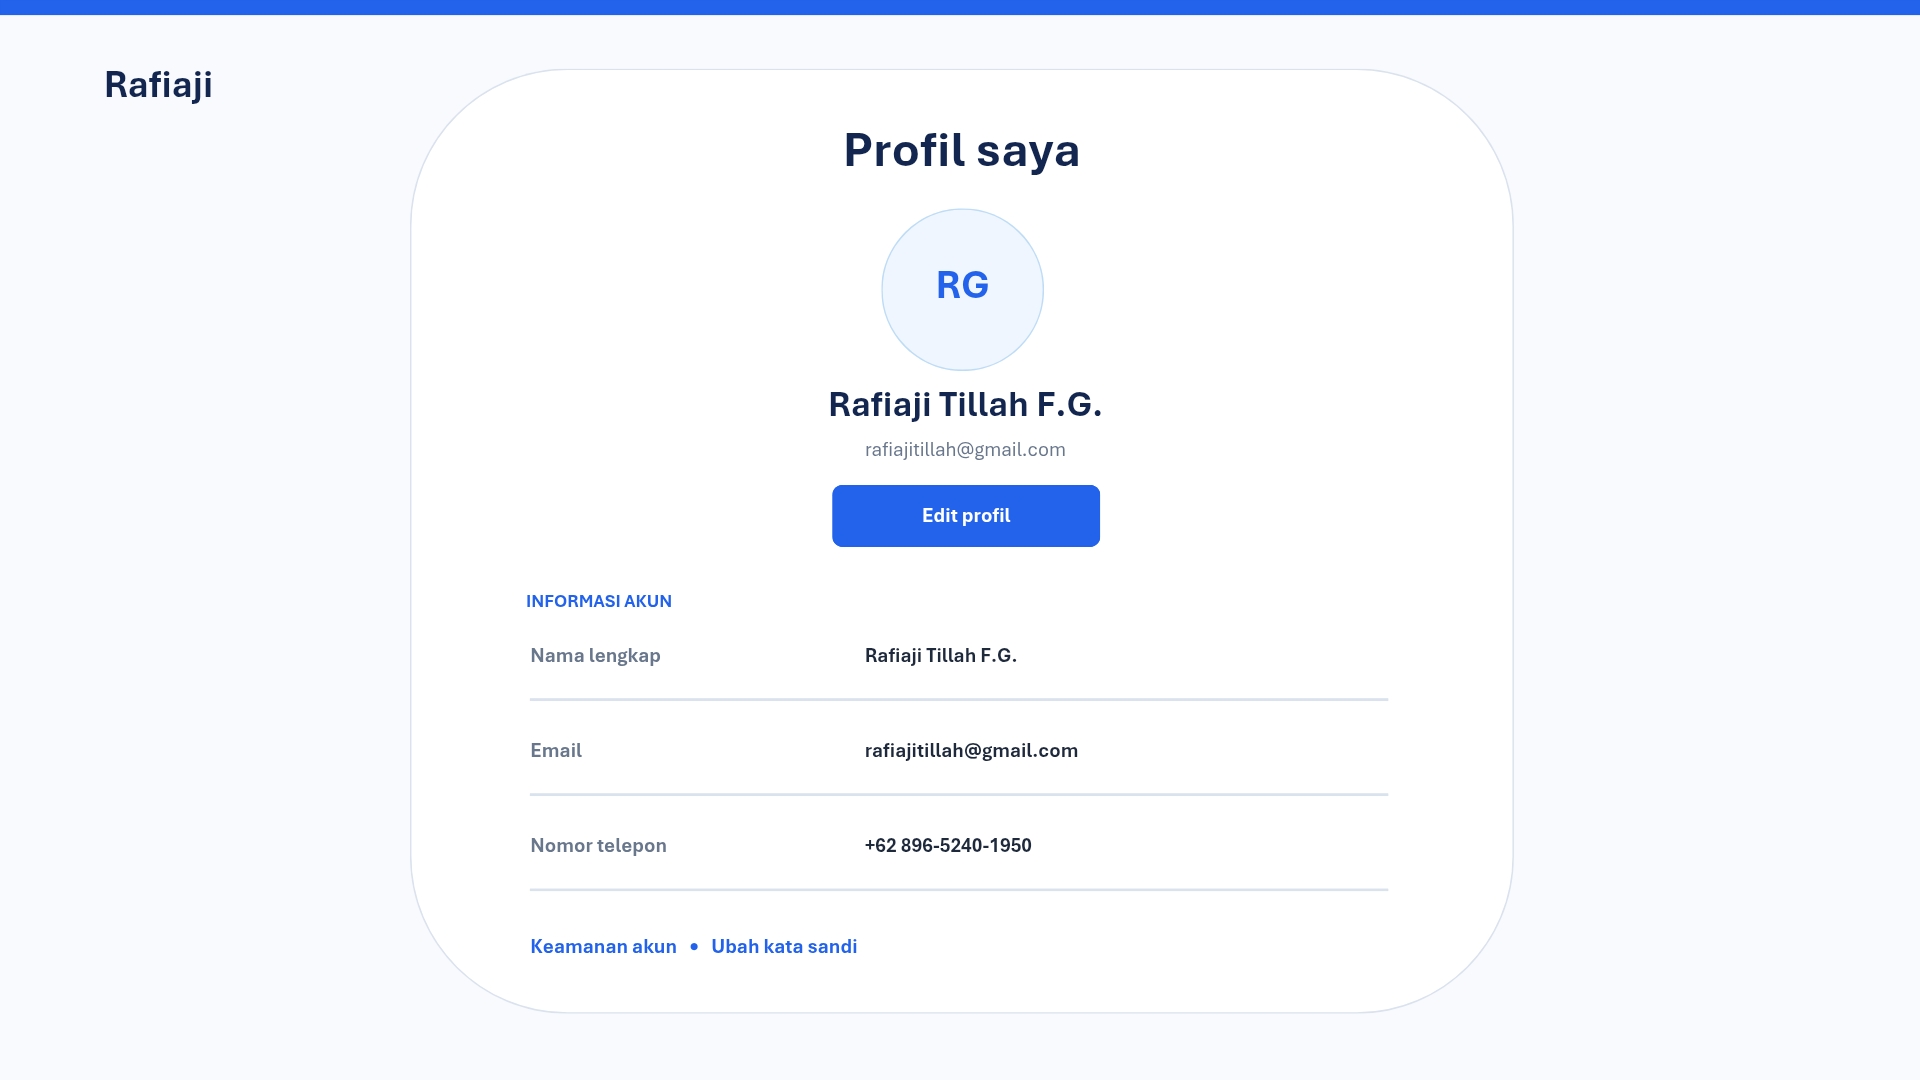 Rafiaji
Profil saya
RG
Rafiaji Tillah F.G.
rafiajitillah@gmail.com
Edit profil
INFORMASI AKUN
Nama lengkap Rafiaji Tillah F.G.
Email rafiajitillah@gmail.com
Nomor telepon +62 896-5240-1950
Keamanan akun • Ubah kata sandi